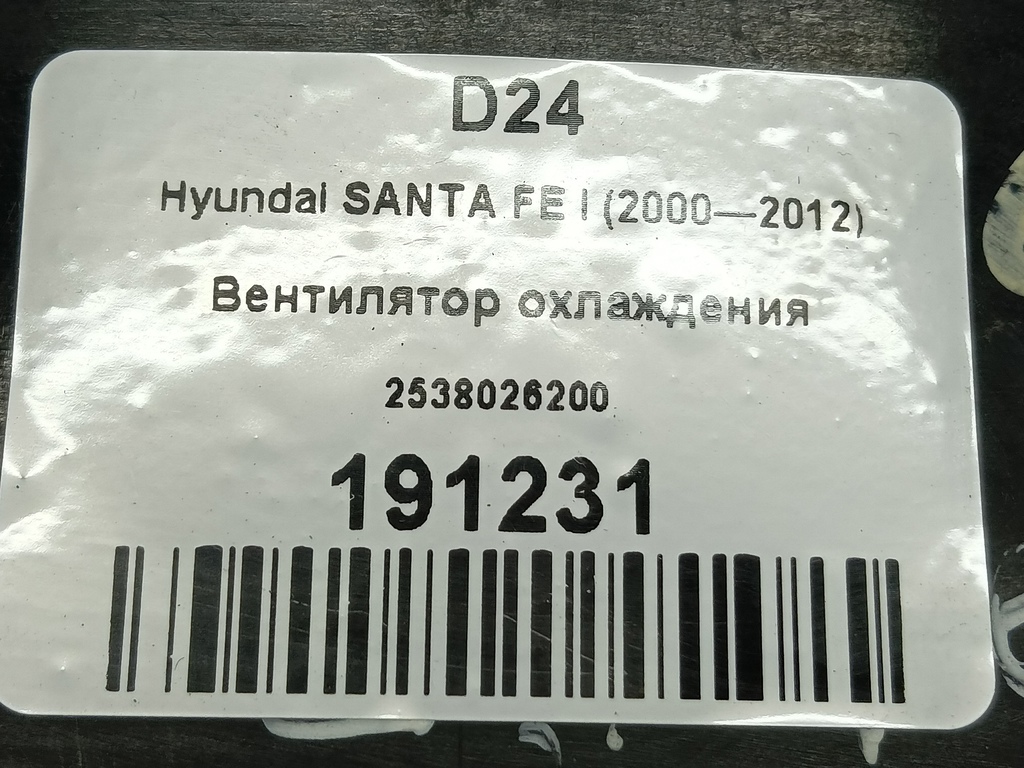 D24
Hyundai SANTA FE I (2000—2012)
Вентилятор охлаждения
2538026200
191231